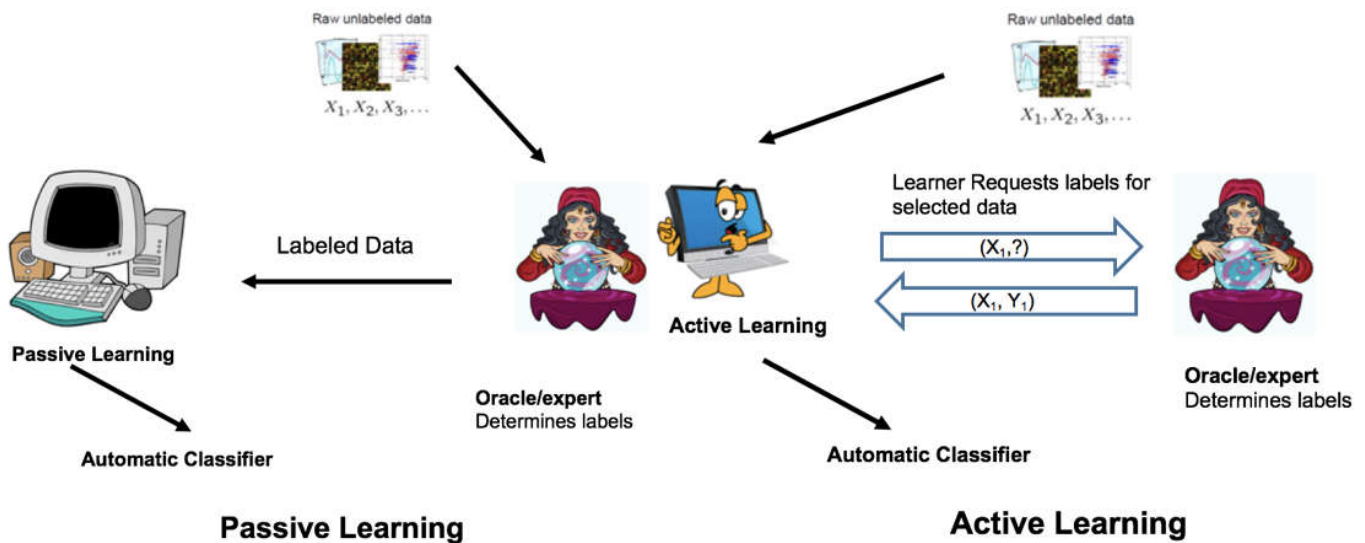 Raw unlabeled data
X₁, X₂, X₃, . . .
Labeled Data
Passive Learning
Oracle/expert
Determines labels
Automatic Classifier
Passive Learning
Raw unlabeled data
X₁, X₂, X₃, . . .
Learner Requests labels for
selected data
(X₁,?)
(X₁, Y₁)
Active Learning
Oracle/expert
Determines labels
Automatic Classifier
Active Learning